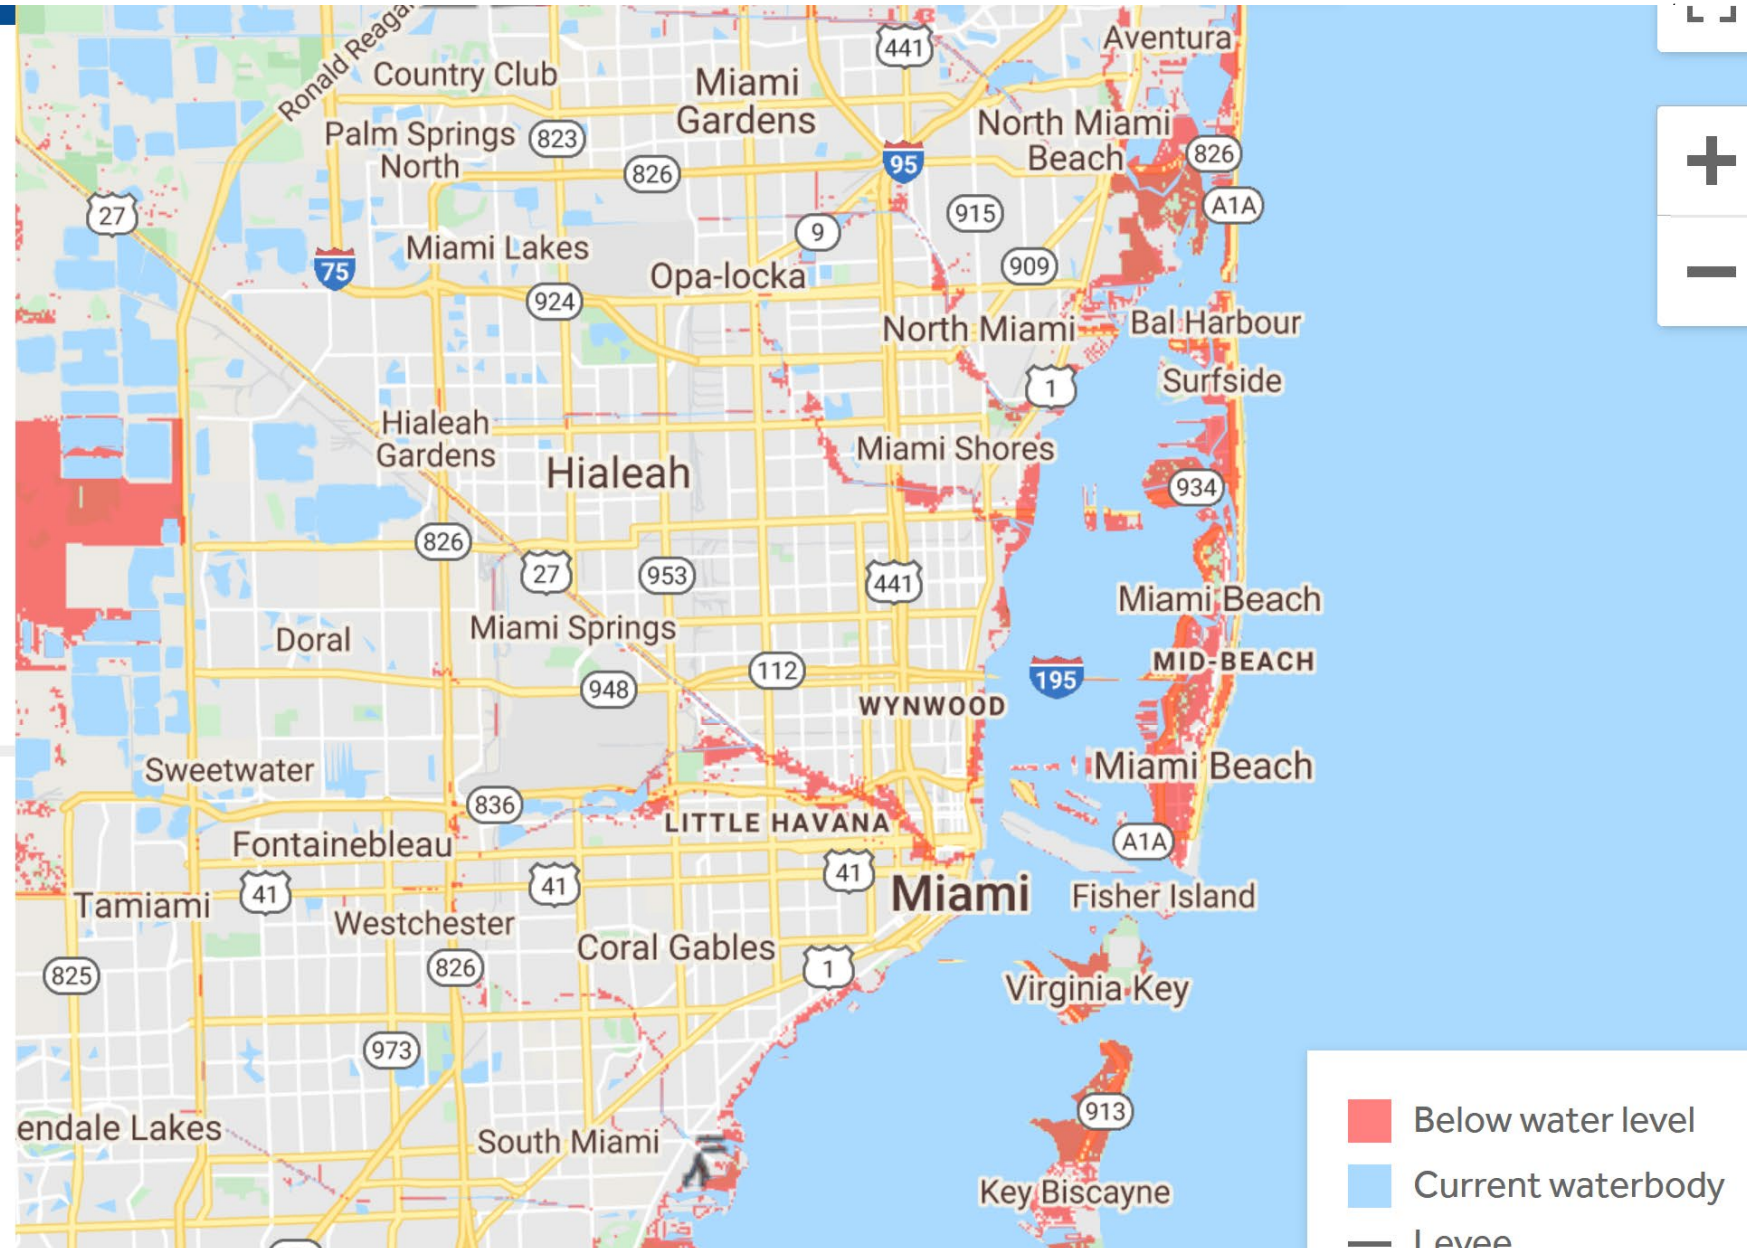 Ronald Reagan
441
Aventura
Country Club
Miami
Gardens
Palm Springs
North
823
826
95
North Miami
Beach
826
27
915
A1A
9
Miami Lakes
75
Opa-locka
909
924
North Miami
Bal Harbour
1
Surfside
Hialeah
Gardens
Hialeah
Miami Shores
934
826
27
953
441
Miami Beach
Doral
Miami Springs
112
948
195
MID-BEACH
WYNWOOD
Sweetwater
Miami Beach
836
LITTLE HAVANA
Fontainebleau
A1A
41
41
41
Miami
Fisher Island
Tamiami
Westchester
Coral Gables
825
826
1
Virginia Key
973
913
endale Lakes
South Miami
Key Biscayne
Below water level
Current waterbody
Levee